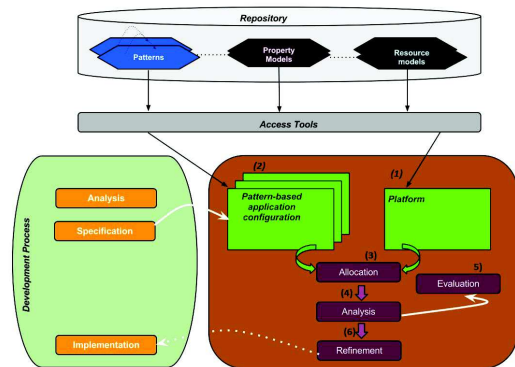 Repository
Patterns
Property
Models
Resource
models
Access Tools
Development Process
Analysis
Specification
Implementation
(2)
Pattern-based
application
configuration
(1)
Platform
(3)
Allocation
(4)
Analysis
5)
Evaluation
(6)
Refinement